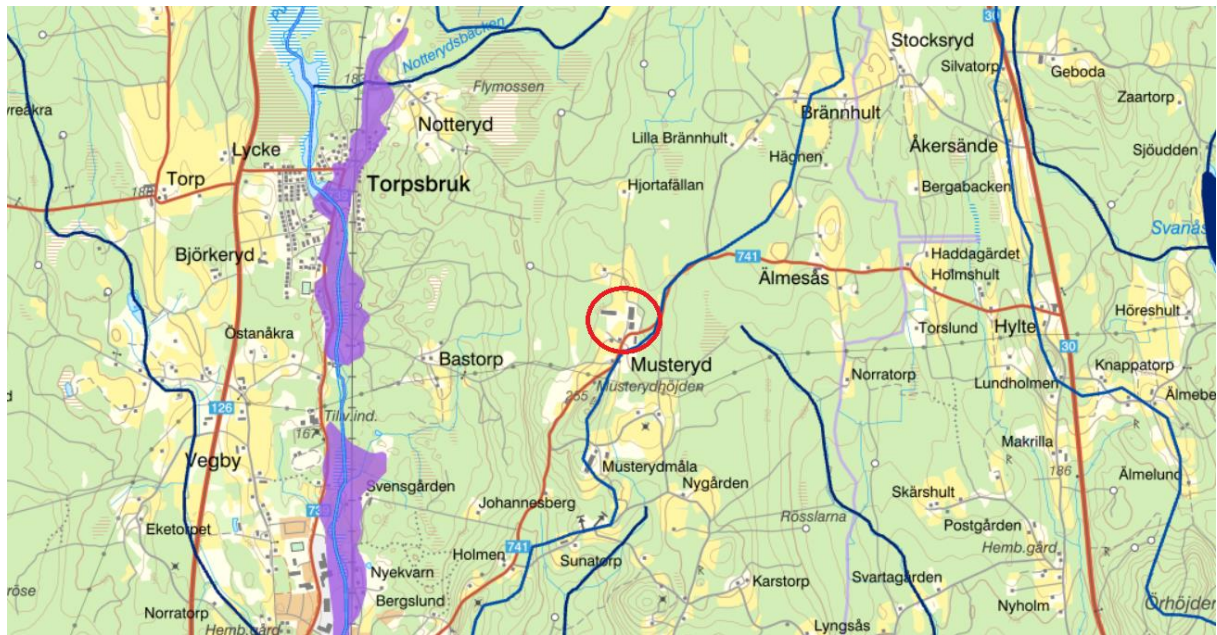 30
Stocksryd
Silvatorp
Geboda
Notterydsbäcken
Flymossen
Zaartorp
Notteryd
Brännhult
Lilla Brännhult
Åkersände
Lycke
Hägnen
Sjöudden
Torp
Torpsbruk
Hjortafällan
Bergabacken
Björkeryd
741
Haddagärdet
Älmesås
Holmshult
Höreshult
Östanåkra
Torslund
Hylte
30
Bastorp
Musteryd
Knappatorp
Musterydhöjden
Norratorp
Lundholmen
126
Tillv.ind.
167
Makrilla
Vegby
Musterydmåla
186
Älmelund
Svensgården
Nygården
Johannesberg
Skärshult
Eketorpet
Rösslarna
Postgården
741
Holmen
Sunatorp
Hemb.gård
Nyekvarn
Karstorp
Svartagården
Bergslund
Nyholm
Örhöjden
Norratorp
Hemb.gård
Lyngsås